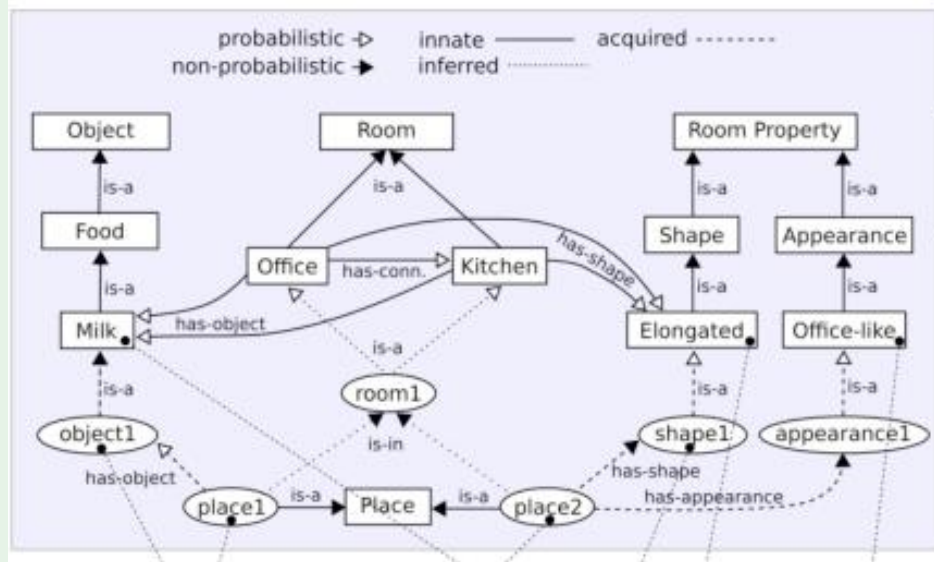 probabilistic
innate
acquired
non-probabilistic
inferred
Object
Room
Room Property
is-a
is-a
is-a
is-a
Food
Shape
Appearance
Office
Kitchen
has-shape
has-conn.
is-a
is-a
is-a
has-object
Milk
Elongated
Office-like
is-a
is-a
is-a
is-a
room1
object1
is-in
shape1
appearance1
has-object
has-shape
is-a
is-a
has-appearance
place1
Place
place2